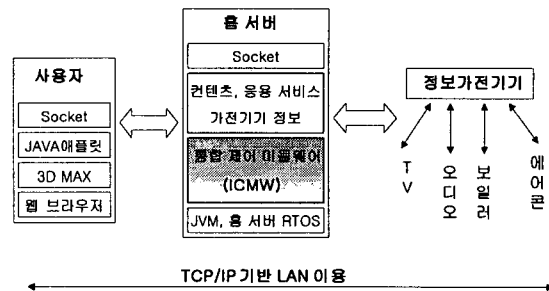 사용자
Socket
JAVA애플릿
3D MAX
웹 브라우저
홈 서버
Socket
컨텐츠, 응용 서비스
가전기기 정보
통합 제어 미들웨어
(ICMW)
JVM, 홈 서버 RTOS
정보가전기기
TV
오디오
보일러
에어콘
TCP/IP 기반 LAN 이용